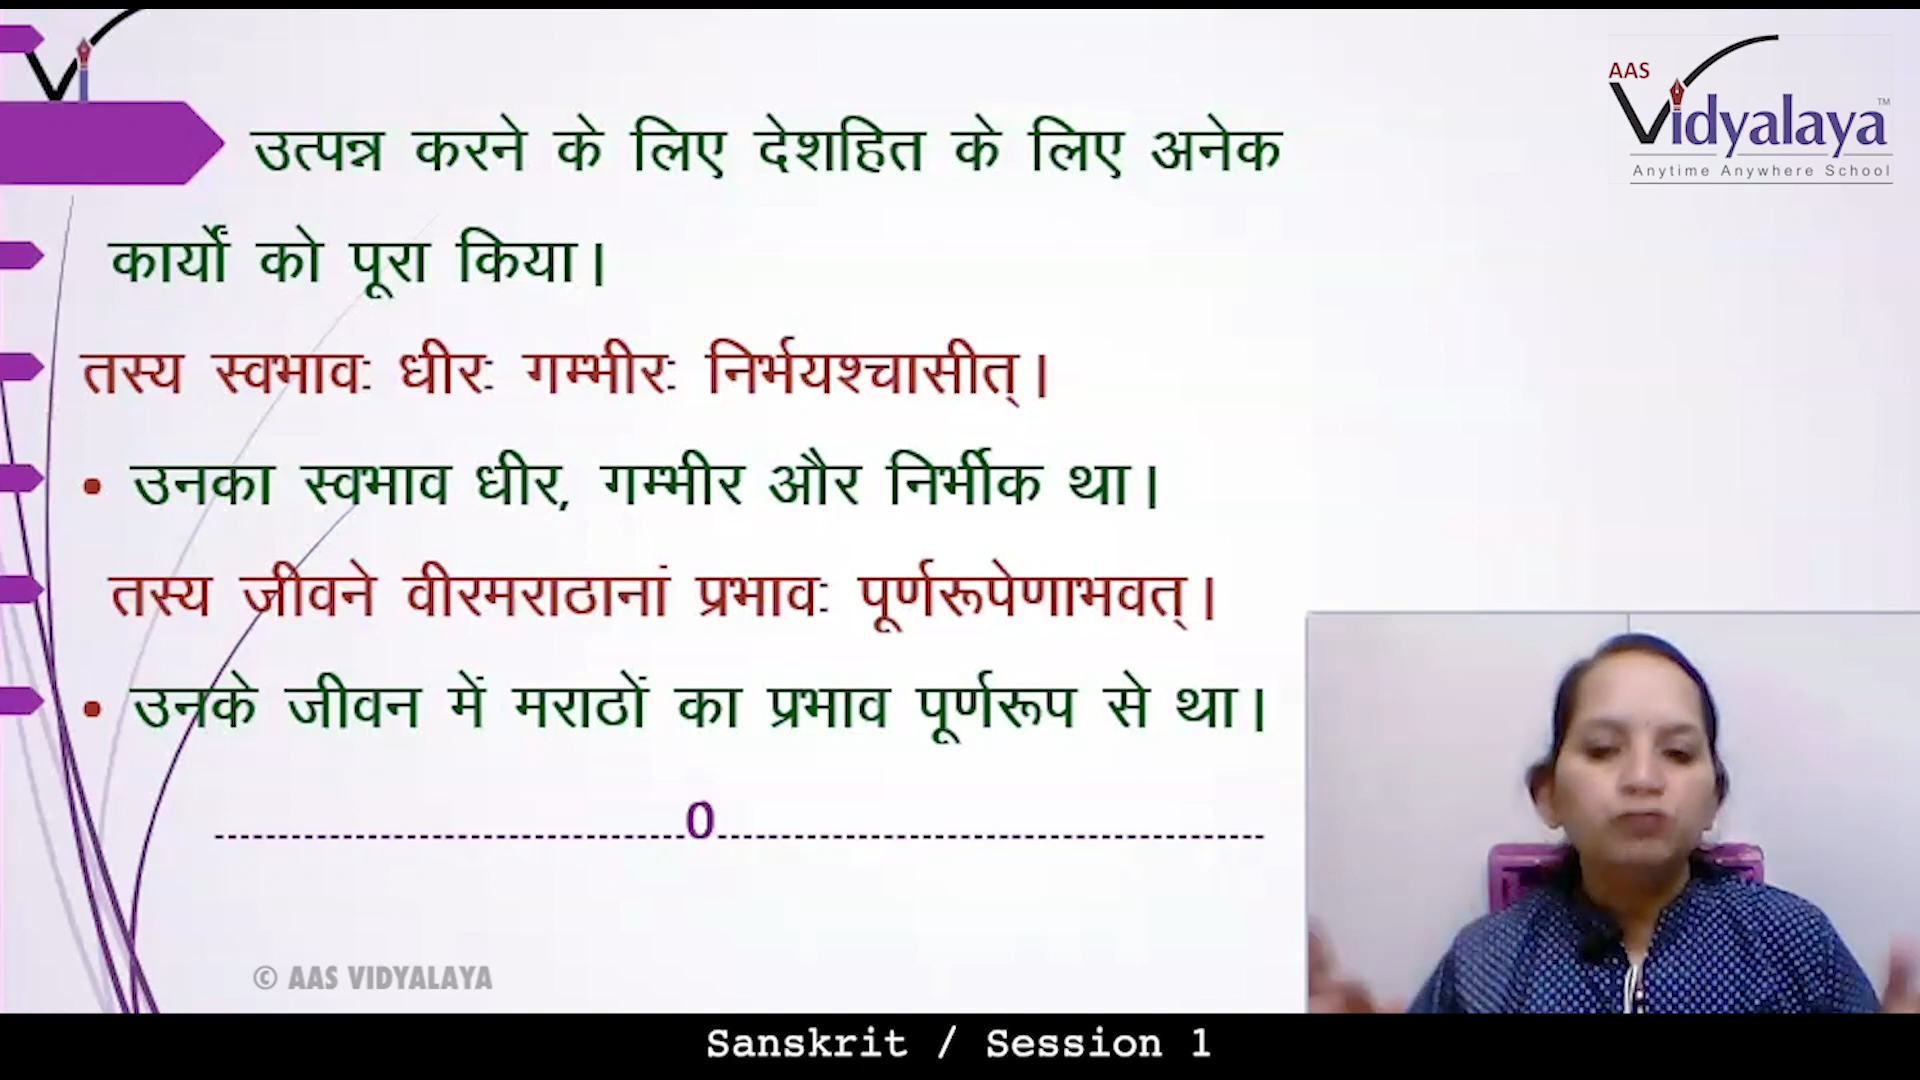 AAS
Vidyalaya™
Anytime Anywhere School
उत्पन्न करने के लिए देशहित के लिए अनेक
कार्यों को पूरा किया।
तस्य स्वभावः धीरः गम्भीरः निर्भयश्चासीत्।
• उनका स्वभाव धीर, गम्भीर और निर्भीक था।
तस्य जीवने वीरमराठानां प्रभावः पूर्णरूपेणाभवत्।
• उनके जीवन में मराठों का प्रभाव पूर्णरूप से था।
0
© AAS VIDYALAYA
Sanskrit / Session 1